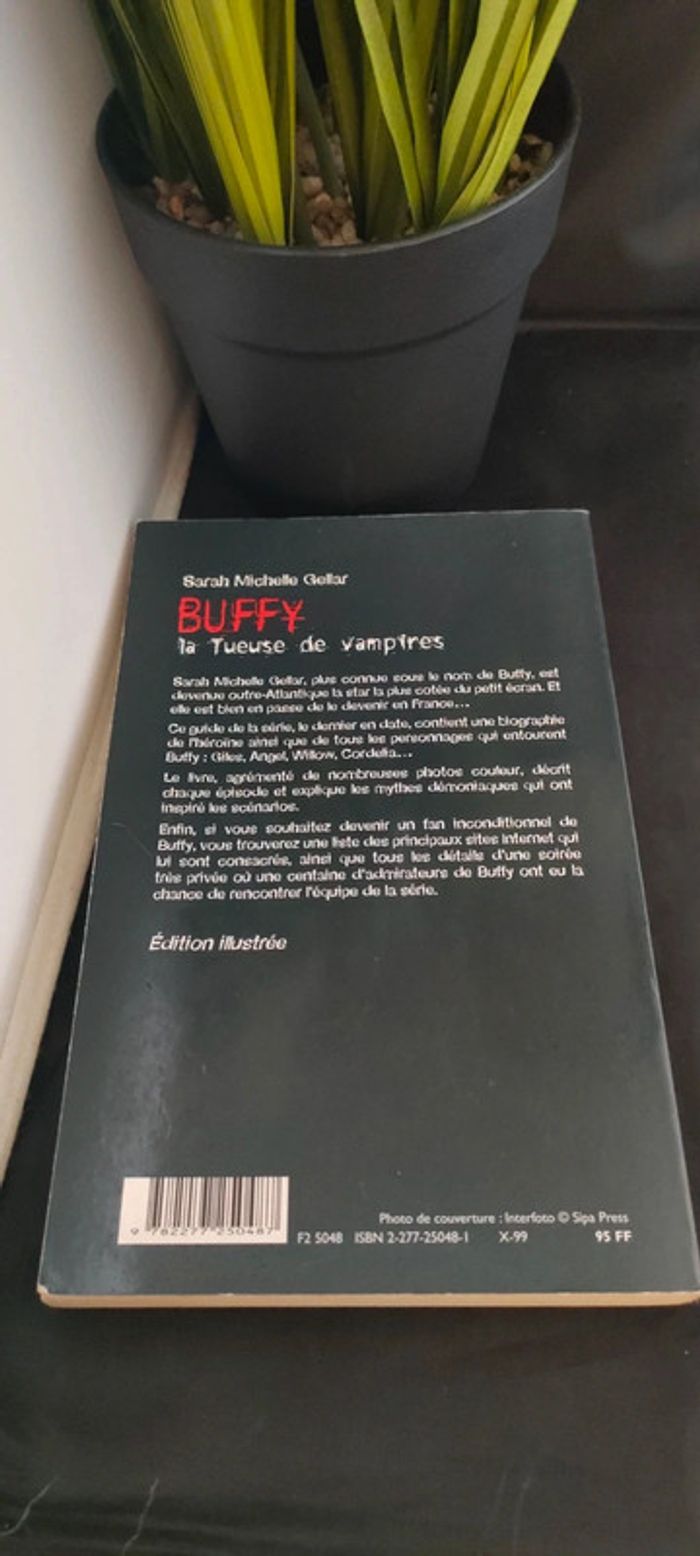 Sarah Michelle Gellar
BUFFY
la Tueuse de vampires
Sarah Michelle Gellar, plus connue sous le nom de Buffy, est
devenue outre-Atlantique la star la plus cotée du petit écran. Et
elle est bien en passe de le devenir en France...
Ce guide de la série, le dernier en date, contient une biographie
de l'héroïne ainsi que de tous les personnages qui entourent
Buffy : Giles, Angel, Willow, Cordelia...
Le livre, agrémenté de nombreuses photos couleur, décrit
chaque épisode et explique les mythes démoniaques qui ont
inspiré les scénarios.
Enfin, si vous souhaitez devenir un fan inconditionnel de
Buffy, vous trouverez une liste des principaux sites Internet qui
lui sont consacrés, ainsi que tous les détails d'une soirée
très privée où une centaine d'admirateurs de Buffy ont eu la
chance de rencontrer l'équipe de la série.
Édition illustrée
Photo de couverture : Interfoto © Sipa Press
9 782277 250487
F2 5048 ISBN 2-277-25048-1 X-99 95 FF